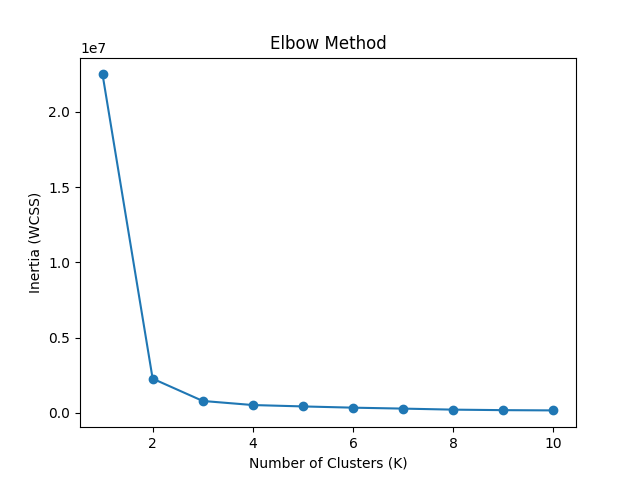 Elbow Method
1e7
2.0
1.5
1.0
0.5
0.0
Inertia (WCSS)
2 4 6 8 10
Number of Clusters (K)